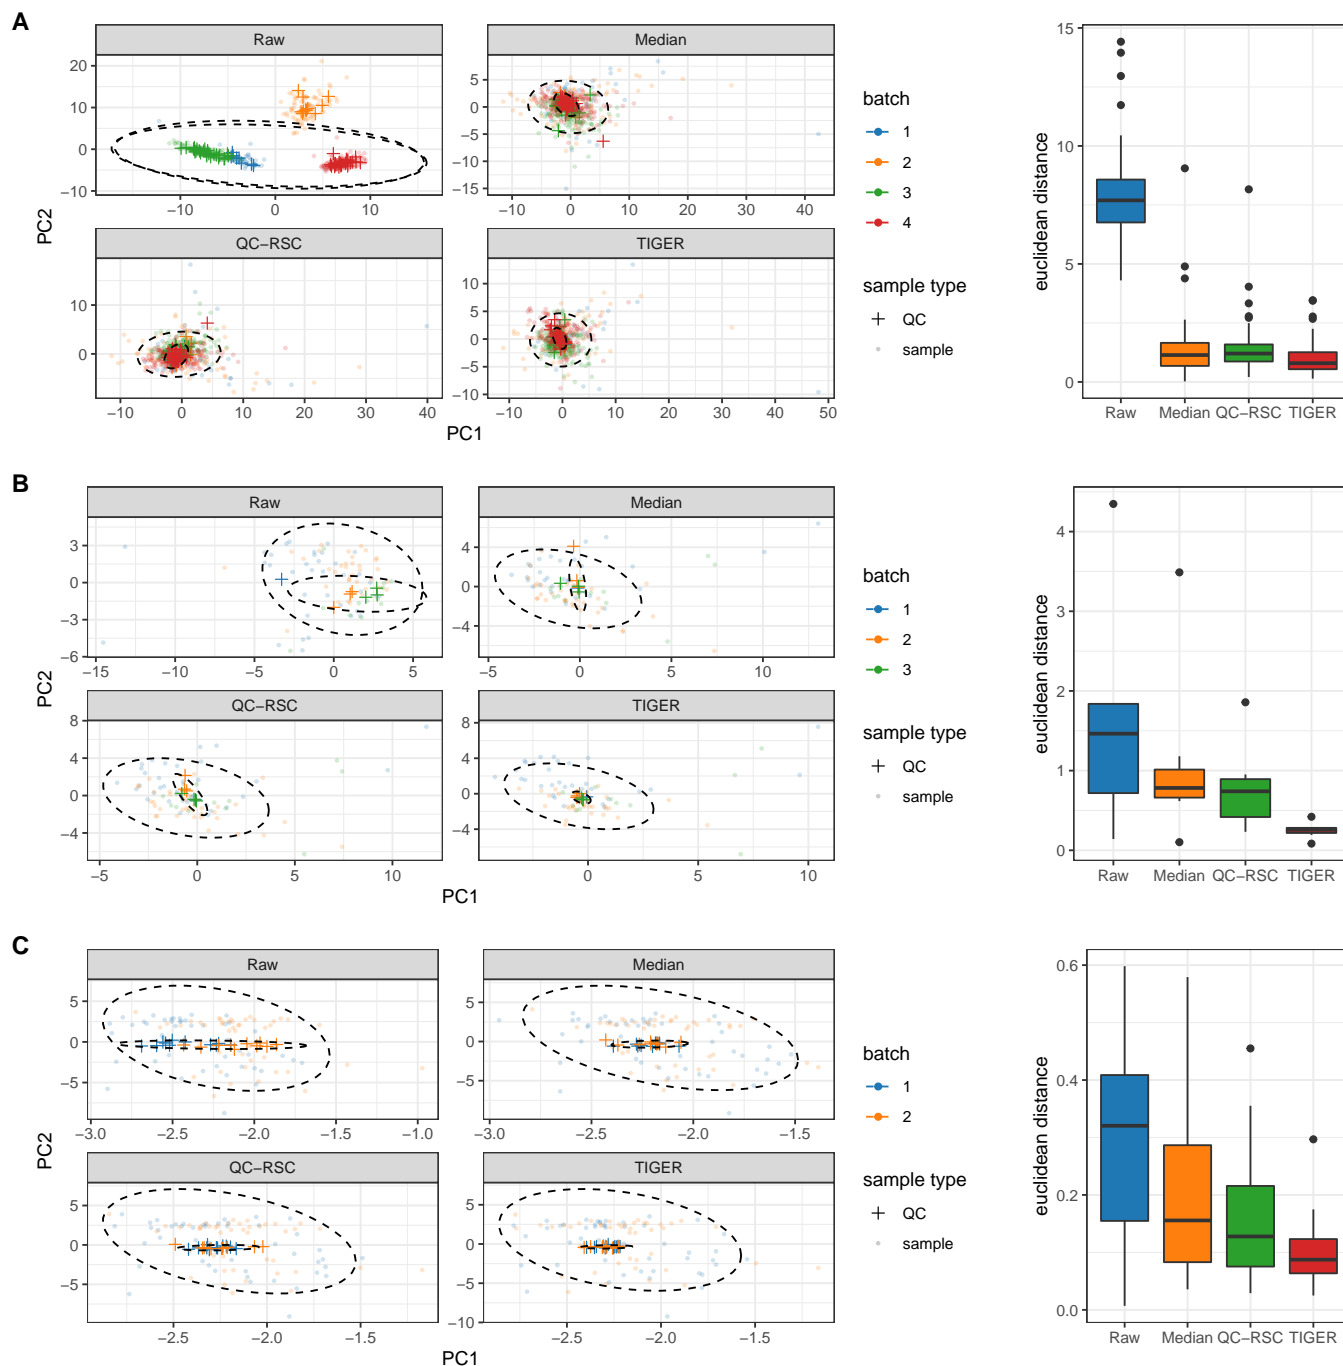 A
Raw
Median
20
10
0
−10
−10
0
10
5
0
−5
−10
−15
−10
0
10
20
30
40
QC−RSC
TIGER
10
0
−10
0
10
20
30
40
10
5
0
−5
−10
−10
0
10
20
30
40
50
PC2
PC1
batch
1
2
3
4
sample type
QC
sample
euclidean distance
15
10
5
0
Raw
Median
QC−RSC
TIGER
B
Raw
Median
3
0
−3
−6
−15
−10
−5
0
5
4
0
−4
−5
0
5
10
QC−RSC
TIGER
8
4
0
−4
−5
0
5
10
8
4
0
−4
0
5
10
PC2
PC1
batch
1
2
3
sample type
QC
sample
euclidean distance
4
3
2
1
0
Raw
Median
QC−RSC
TIGER
C
Raw
Median
5
0
−5
−3.0
−2.5
−2.0
−1.5
−1.0
5
0
−5
−3.0
−2.5
−2.0
−1.5
QC−RSC
TIGER
5
0
−5
−2.5
−2.0
−1.5
5
0
−5
−10
−2.5
−2.0
−1.5
PC2
PC1
batch
1
2
sample type
QC
sample
euclidean distance
0.6
0.4
0.2
0.0
Raw
Median
QC−RSC
TIGER